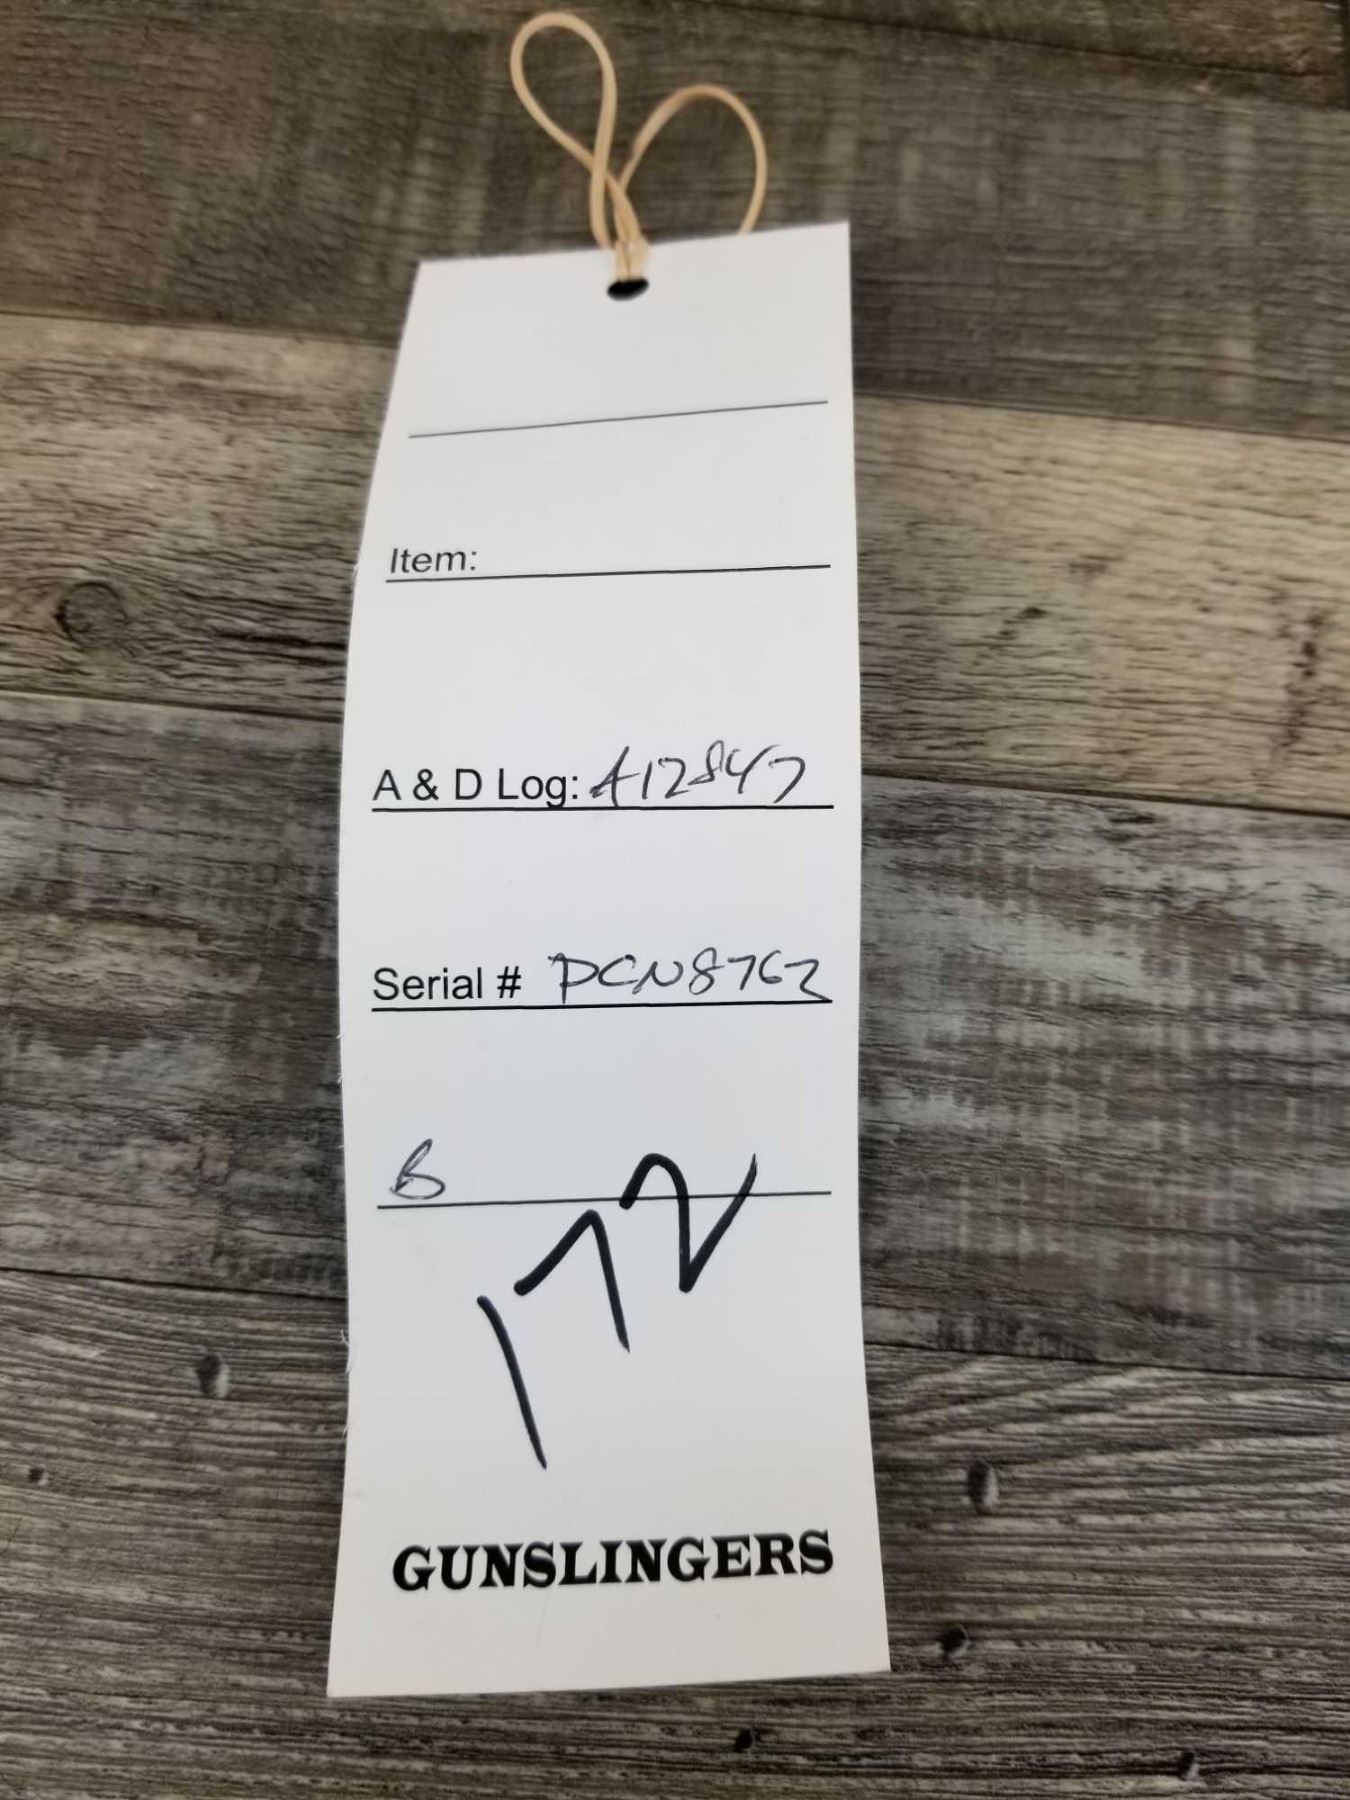 Item:
A & D Log: A12847
Serial # PCN8762
B
172
GUNSLINGERS